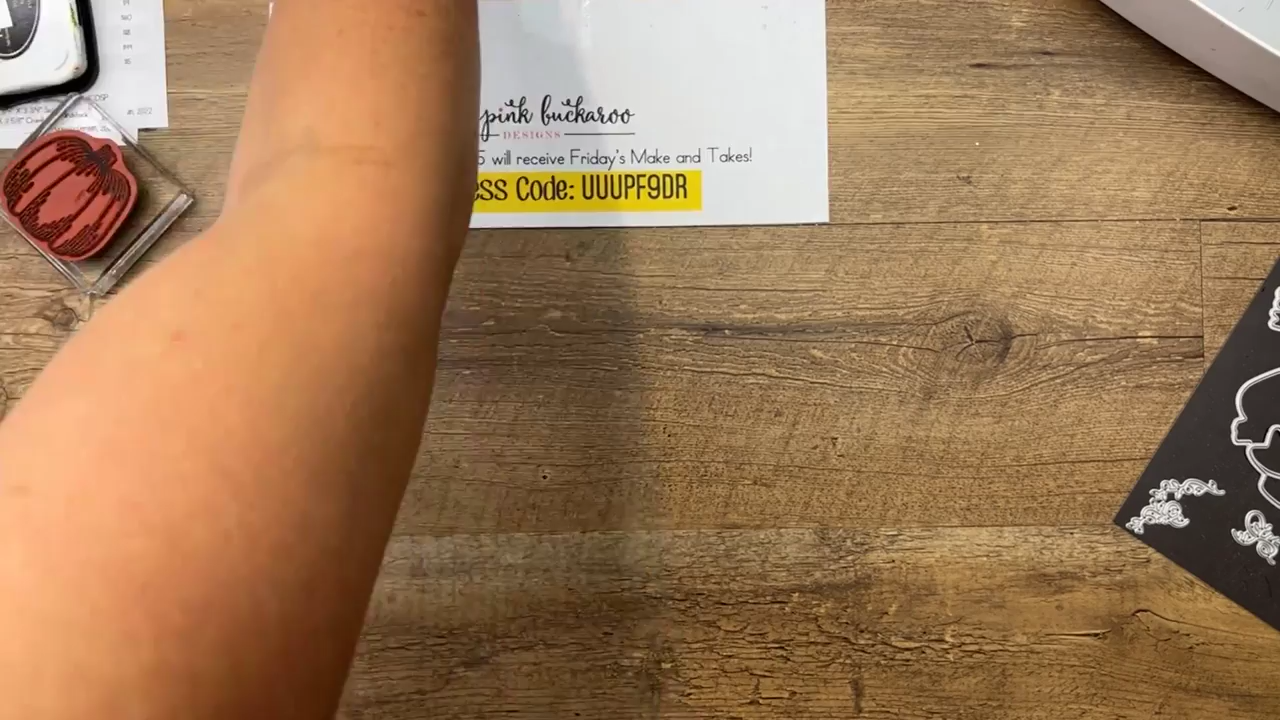 pink buckaroo
DESIGNS
5 will receive Friday's Make and Takes!
ess Code: UUUPF9DR